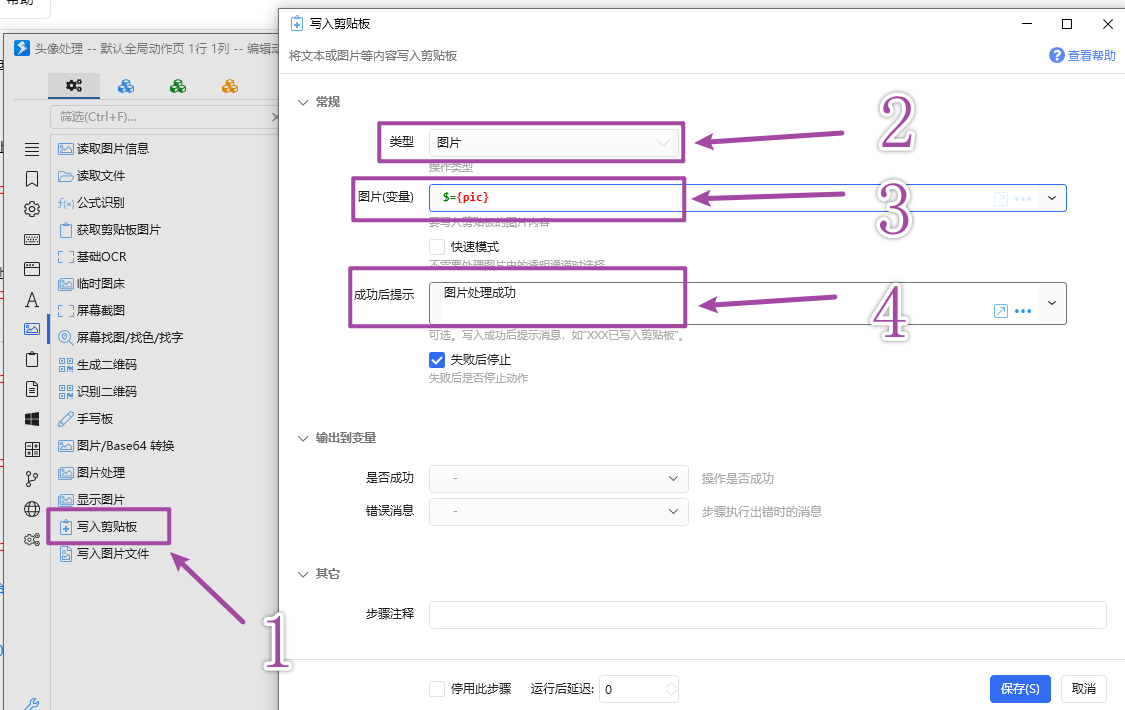 帮助
头像处理 -- 默认全局动作页 1行 1列 -- 编辑动
筛选(Ctrl+F)...
读取图片信息
读取文件
f(x) 公式识别
获取剪贴板图片
基础OCR
临时图床
屏幕截图
屏幕找图/找色/找字
生成二维码
识别二维码
手写板
图片/Base64 转换
图片处理
显示图片
写入剪贴板
写入图片文件
1
写入剪贴板
将文本或图片等内容写入剪贴板
查看帮助
常规
类型 图片
2
操作类型
图片(变量) $={pic}
3
要写入剪贴板的图片内容
快速模式
不需要处理图片中的透明通道时选择
成功后提示 图片处理成功
4
可选。写入成功后提示消息，如"XXX已写入剪贴板"。
失败后停止
失败后是否停止动作
输出到变量
是否成功 - 操作是否成功
错误消息 - 步骤执行出错时的消息
其它
步骤注释
停用此步骤 运行后延迟: 0 保存(S) 取消